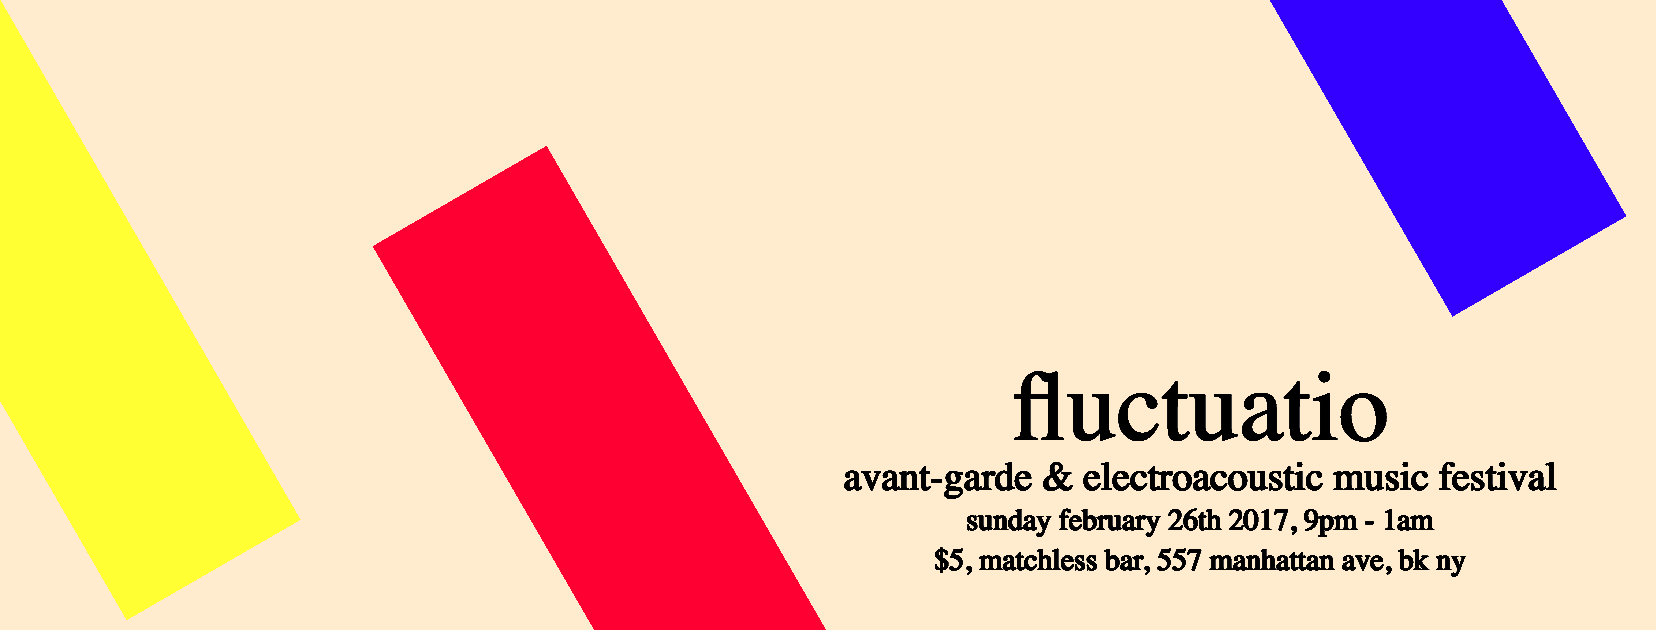 fluctuatio
avant-garde & electroacoustic music festival
sunday february 26th 2017, 9pm - 1am
$5, matchless bar, 557 manhattan ave, bk ny